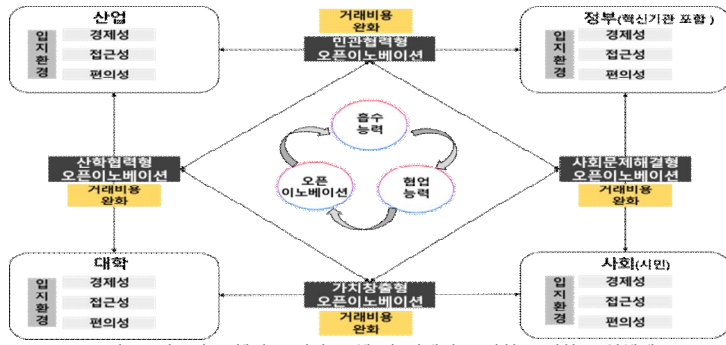 산업
입지환경
경제성
접근성
편의성
거래비용
완화
민관협력형
오픈이노베이션
정부(혁신기관 포함)
입지환경
경제성
접근성
편의성
흡수
능력
오픈
이노베이션
협업
능력
산학협력형
오픈이노베이션
거래비용
완화
사회문제해결형
오픈이노베이션
거래비용
완화
대학
입지환경
경제성
접근성
편의성
가치창출형
오픈이노베이션
거래비용
완화
사회(시민)
입지환경
경제성
접근성
편의성